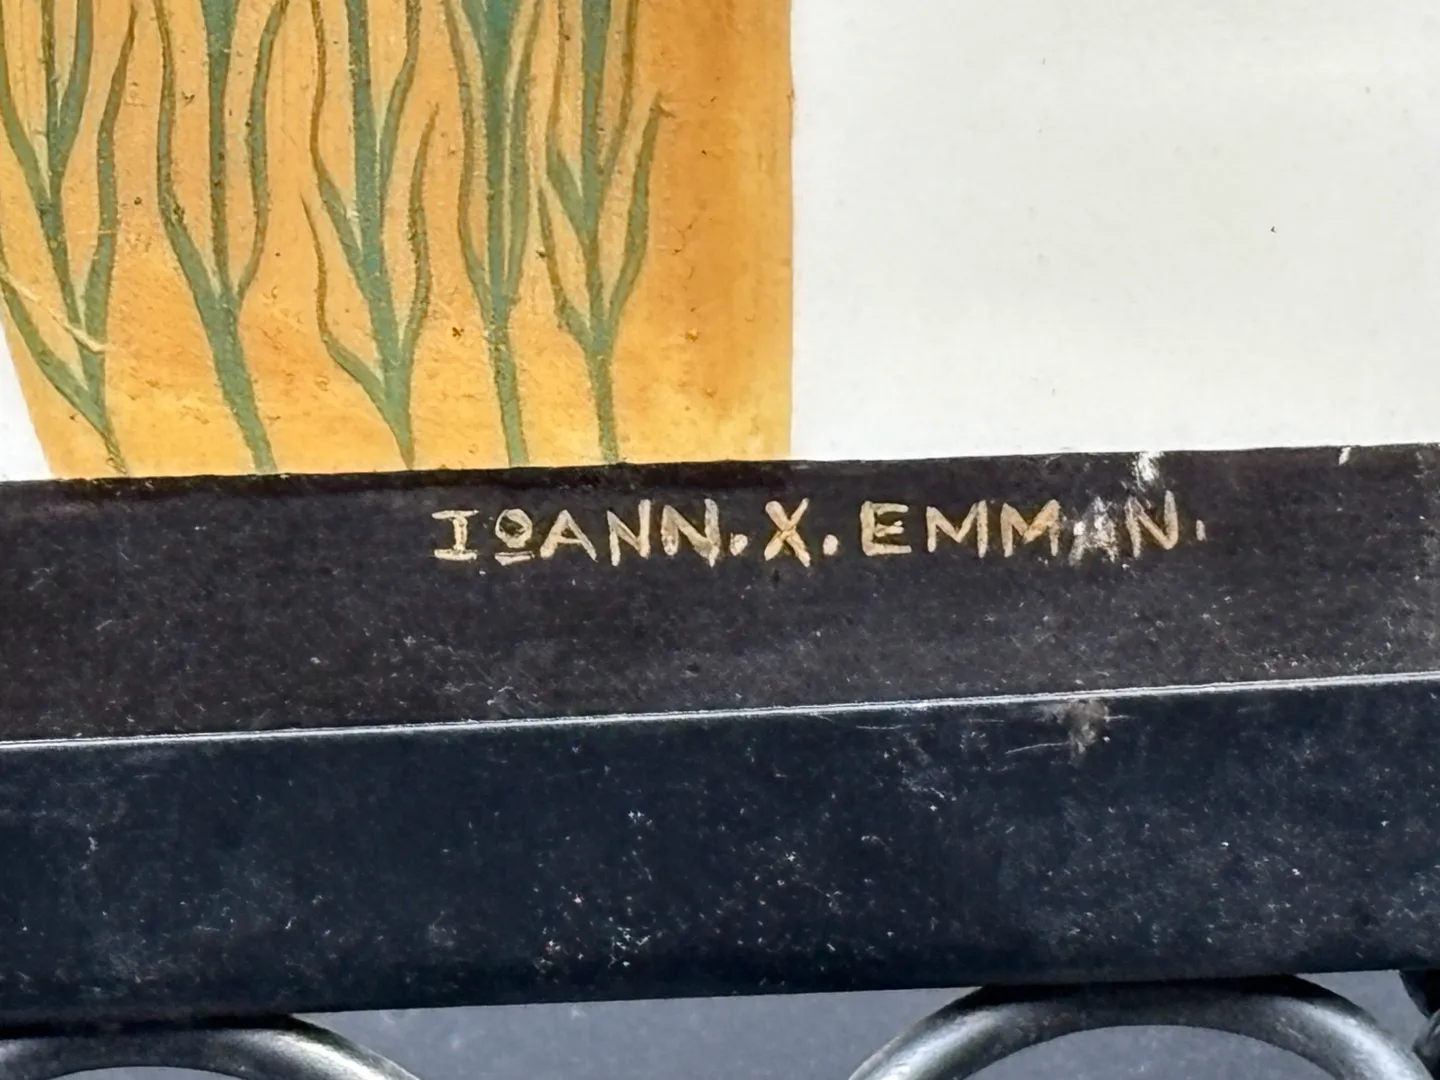 IoANN. X. EMMAN.